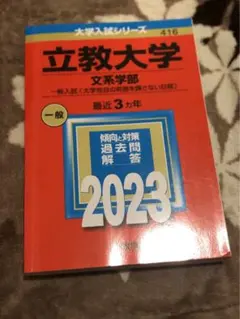 大学入試シリーズ
416
立教大学
文系学部
一般入試〈大学独自の英語を課さない日程〉
最近3カ年
一般
傾向と対策
過去問
解答
2023